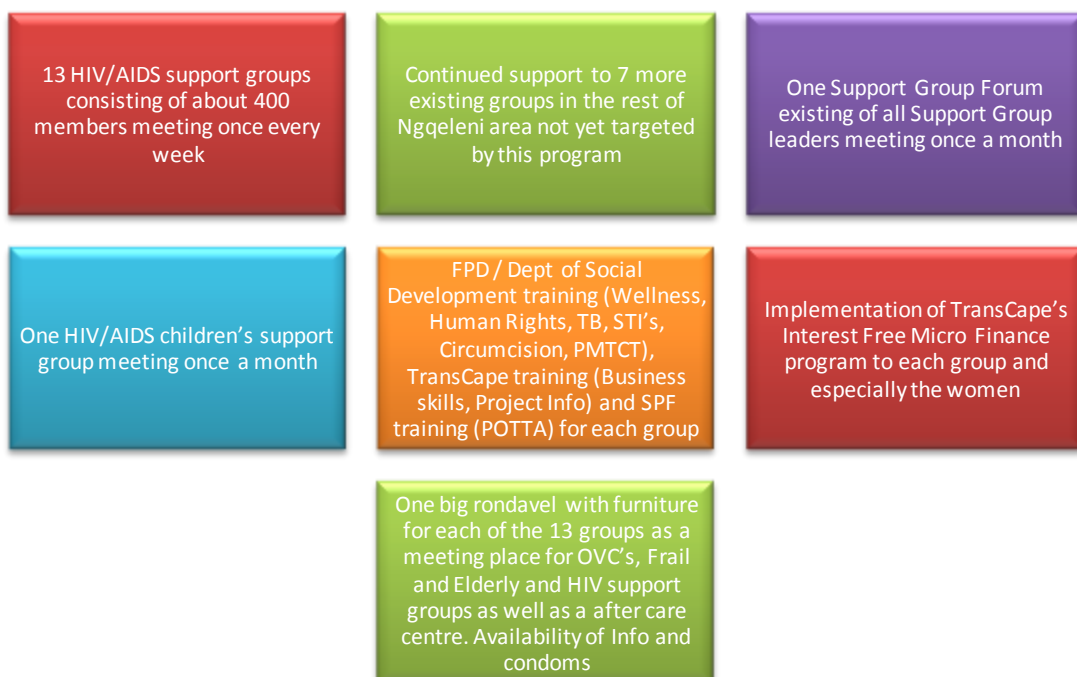 13 HIV/AIDS support groups
consisting of about 400
members meeting once every
week
Continued support to 7 more
existing groups in the rest of
Ngqeleni area not yet targeted
by this program
One Support Group Forum
existing of all Support Group
leaders meeting once a month
One HIV/AIDS children's support
group meeting once a month
FPD / Dept of Social
Development training (Wellness,
Human Rights, TB, STI's,
Circumcision, PMTCT),
TransCape training (Business
skills, Project Info) and SPF
training (POTTA) for each group
Implementation of TransCape's
Interest Free Micro Finance
program to each group and
especially the women
One big rondavel with furniture
for each of the 13 groups as a
meeting place for OVC's, Frail
and Elderly and HIV support
groups as well as a after care
centre. Availability of Info and
condoms